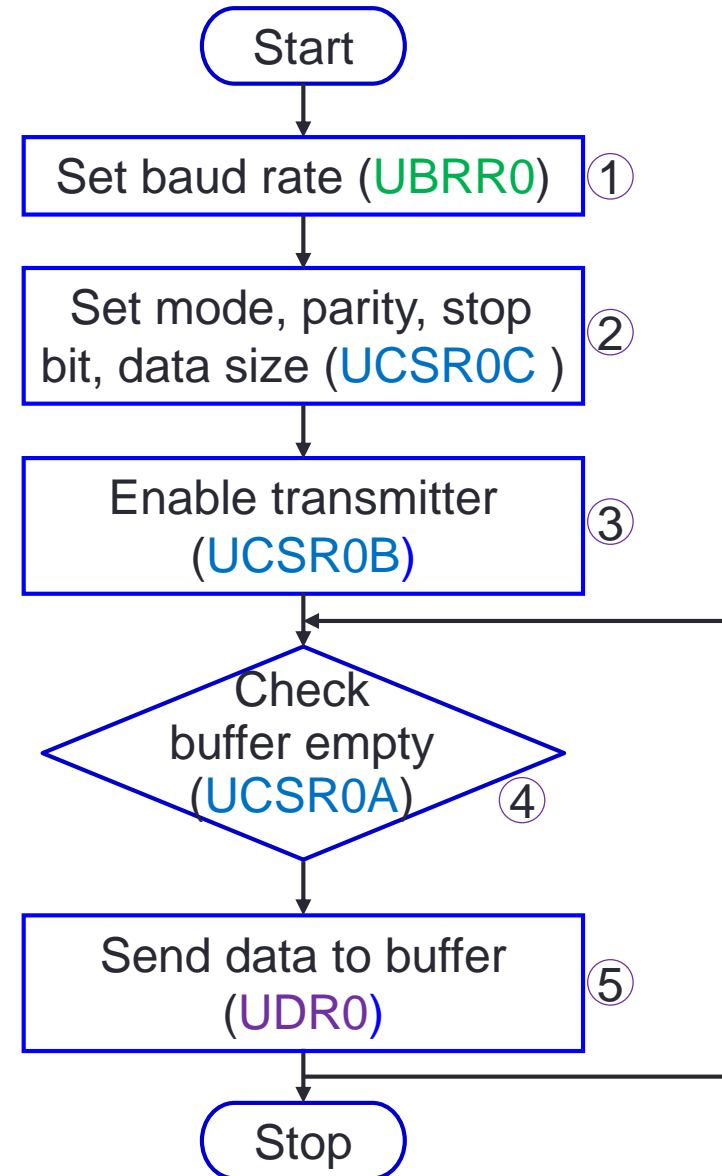 Start
Set baud rate (UBRR0)
①
Set mode, parity, stop
bit, data size (UCSR0C )
②
Enable transmitter
(UCSR0B)
③
Check
buffer empty
(UCSR0A)
④
Send data to buffer
(UDR0)
⑤
Stop